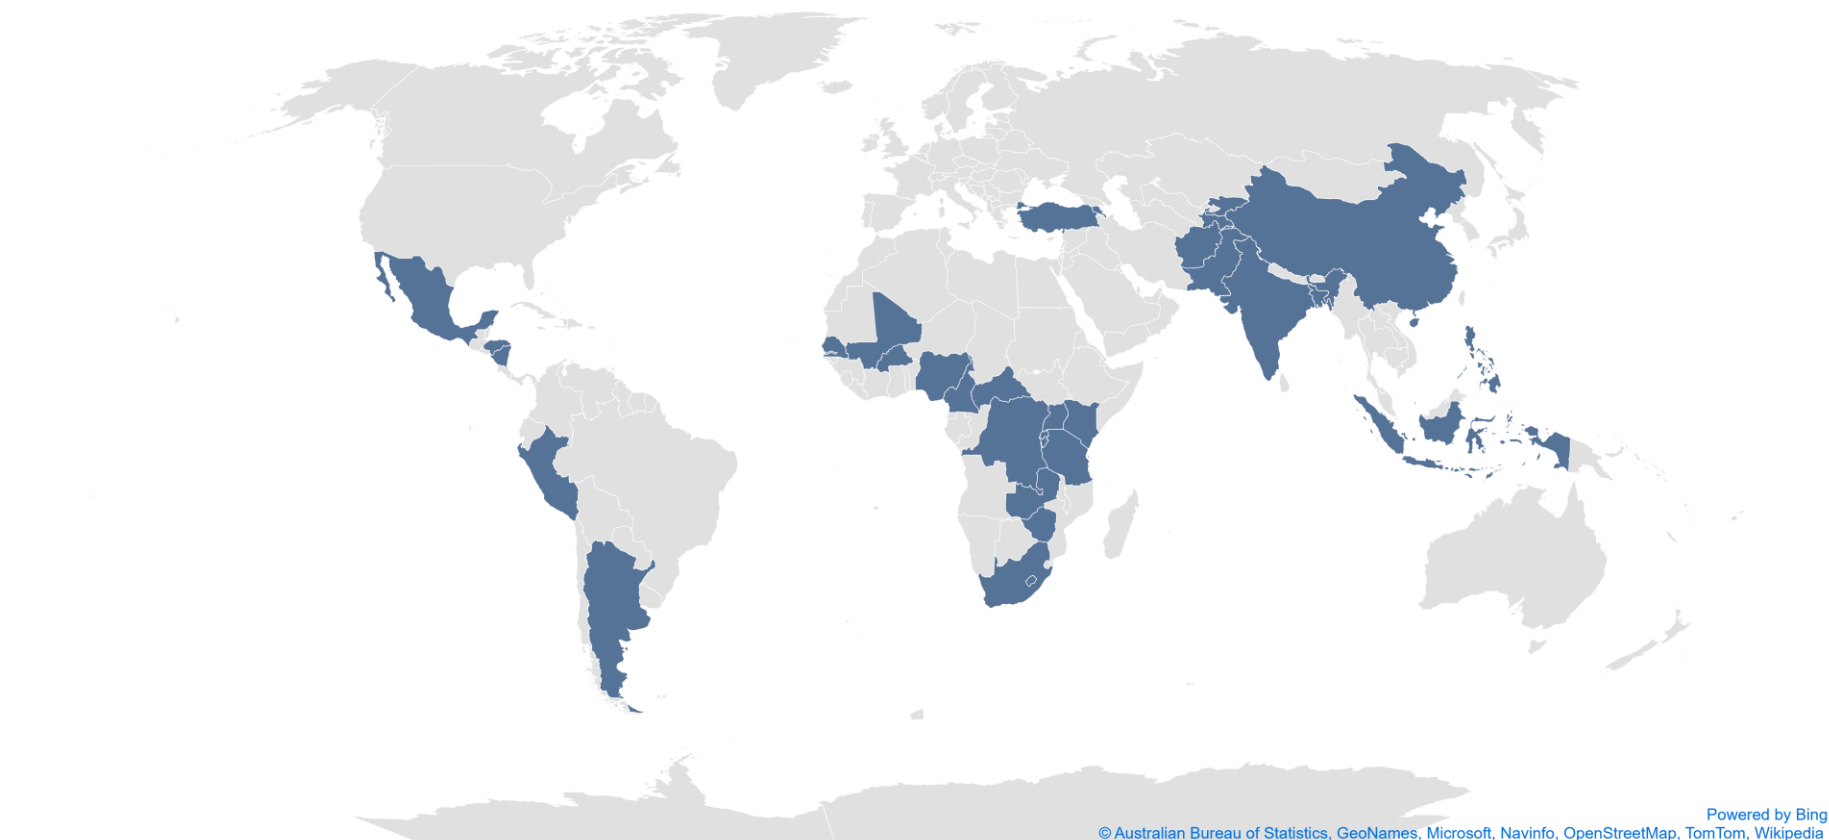 Powered by Bing
© Australian Bureau of Statistics, GeoNames, Microsoft, Navinfo, OpenStreetMap, TomTom, Wikipedia